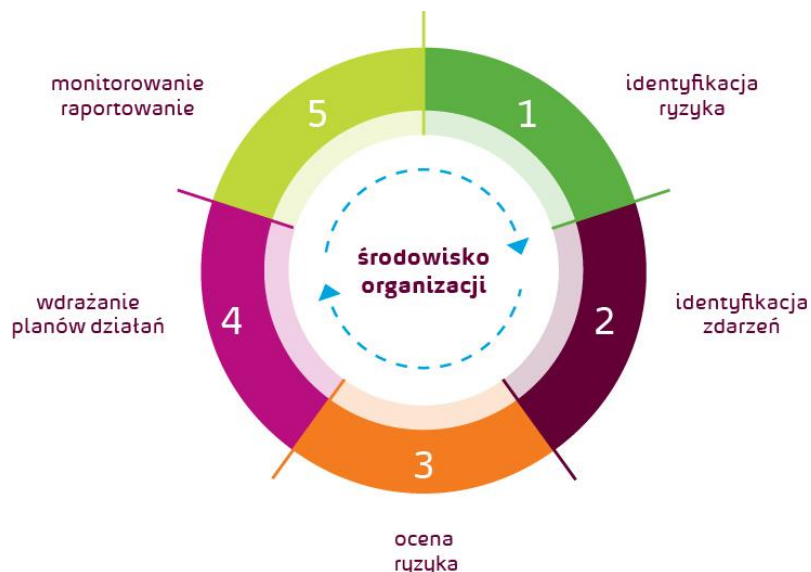 1
identyfikacja
ryzyka
2
identyfikacja
zdarzeń
3
ocena
ryzyka
4
wdrażanie
planów działań
5
monitorowanie
raportowanie
środowisko
organizacji